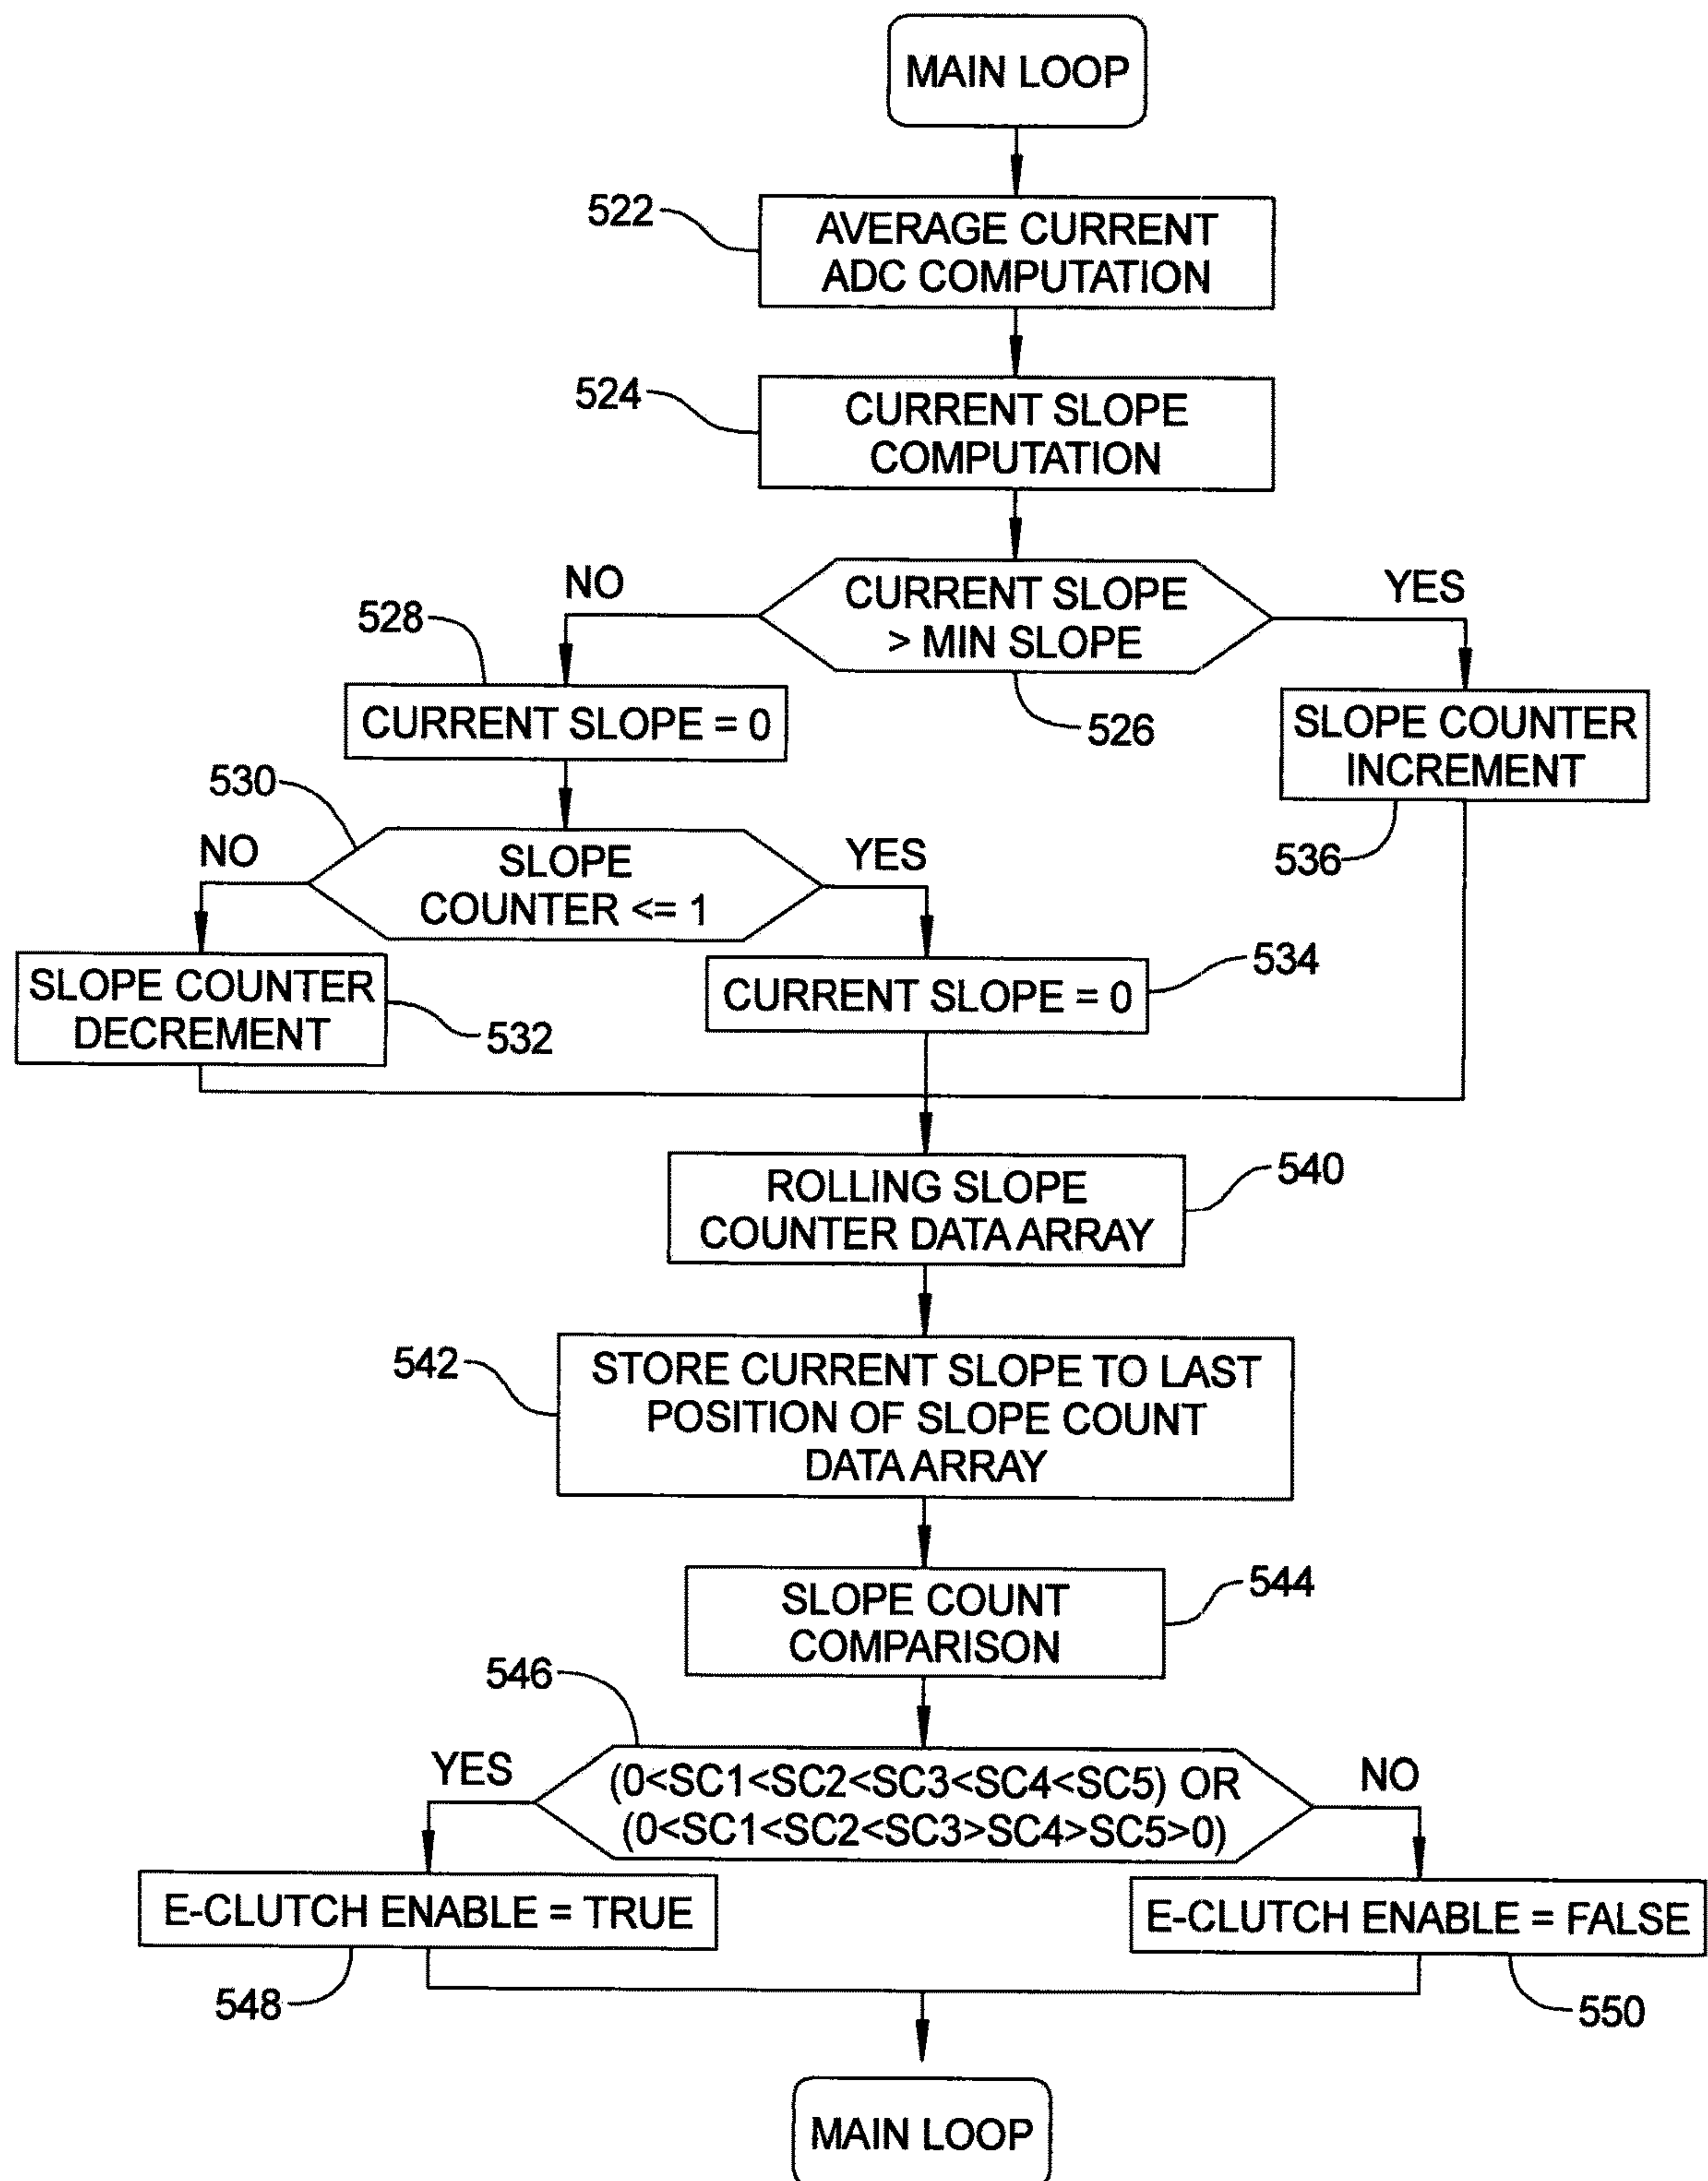 MAIN LOOP
522
AVERAGE CURRENT
ADC COMPUTATION
524
CURRENT SLOPE
COMPUTATION
NO
CURRENT SLOPE
> MIN SLOPE
YES
526
528
CURRENT SLOPE = 0
SLOPE COUNTER
INCREMENT
536
530
NO
SLOPE
COUNTER <= 1
YES
SLOPE COUNTER
DECREMENT
532
CURRENT SLOPE = 0
534
ROLLING SLOPE
COUNTER DATA ARRAY
540
542
STORE CURRENT SLOPE TO LAST
POSITION OF SLOPE COUNT
DATA ARRAY
SLOPE COUNT
COMPARISON
544
546
YES
(0<SC1<SC2<SC3<SC4<SC5) OR
(0<SC1<SC2<SC3>SC4>SC5>0)
NO
E-CLUTCH ENABLE = TRUE
548
E-CLUTCH ENABLE = FALSE
550
MAIN LOOP